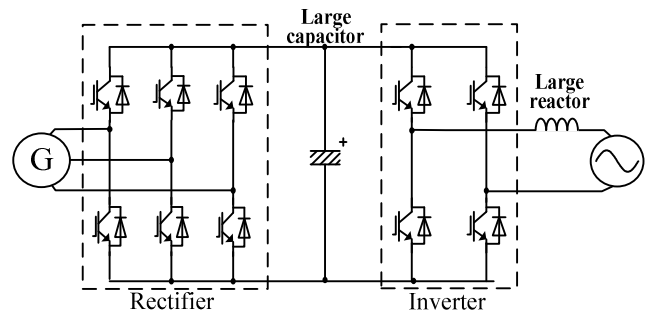 Large
capacitor
Large
reactor
G
+
Rectifier
Inverter